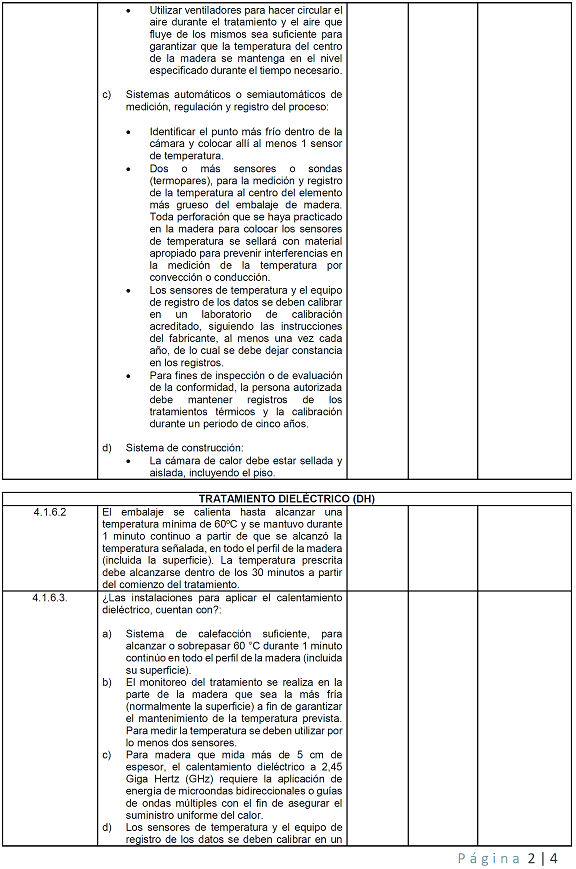 • Utilizar ventiladores para hacer circular el
aire durante el tratamiento y el aire que
fluye de los mismos sea suficiente para
garantizar que la temperatura del centro
de la madera se mantenga en el nivel
especificado durante el tiempo necesario.
c) Sistemas automáticos o semiautomáticos de
medición, regulación y registro del proceso:
• Identificar el punto más frío dentro de la
cámara y colocar allí al menos 1 sensor
de temperatura.
• Dos o más sensores o sondas
(termopares), para la medición y registro
de la temperatura al centro del elemento
más grueso del embalaje de madera.
Toda perforación que se haya practicado
en la madera para colocar los sensores
de temperatura se sellará con material
apropiado para prevenir interferencias en
la medición de la temperatura por
convección o conducción.
• Los sensores de temperatura y el equipo
de registro de los datos se deben calibrar
en un laboratorio de calibración
acreditado, siguiendo las instrucciones
del fabricante, al menos una vez cada
año, de lo cual se debe dejar constancia
en los registros.
• Para fines de inspección o de evaluación
de la conformidad, la persona autorizada
debe mantener registros de los
tratamientos térmicos y la calibración
durante un periodo de cinco años.
d) Sistema de construcción:
• La cámara de calor debe estar sellada y
aislada, incluyendo el piso.
TRATAMIENTO DIELÉCTRICO (DH)
4.1.6.2 El embalaje se calienta hasta alcanzar una
temperatura mínima de 60ºC y se mantuvo durante
1 minuto continuo a partir de que se alcanzó la
temperatura señalada, en todo el perfil de la madera
(incluida la superficie). La temperatura prescrita
debe alcanzarse dentro de los 30 minutos a partir
del comienzo del tratamiento.
4.1.6.3. ¿Las instalaciones para aplicar el calentamiento
dieléctrico, cuentan con?:
a) Sistema de calefacción suficiente, para
alcanzar o sobrepasar 60 °C durante 1 minuto
continúo en todo el perfil de la madera (incluida
su superficie).
b) El monitoreo del tratamiento se realiza en la
parte de la madera que sea la más fría
(normalmente la superficie) a fin de garantizar
el mantenimiento de la temperatura prevista.
Para medir la temperatura se deben utilizar por
lo menos dos sensores.
c) Para madera que mida más de 5 cm de
espesor, el calentamiento dieléctrico a 2,45
Giga Hertz (GHz) requiere la aplicación de
energía de microondas bidireccionales o guías
de ondas múltiples con el fin de asegurar el
suministro uniforme del calor.
d) Los sensores de temperatura y el equipo de
registro de los datos se deben calibrar en un
Página 2 | 4